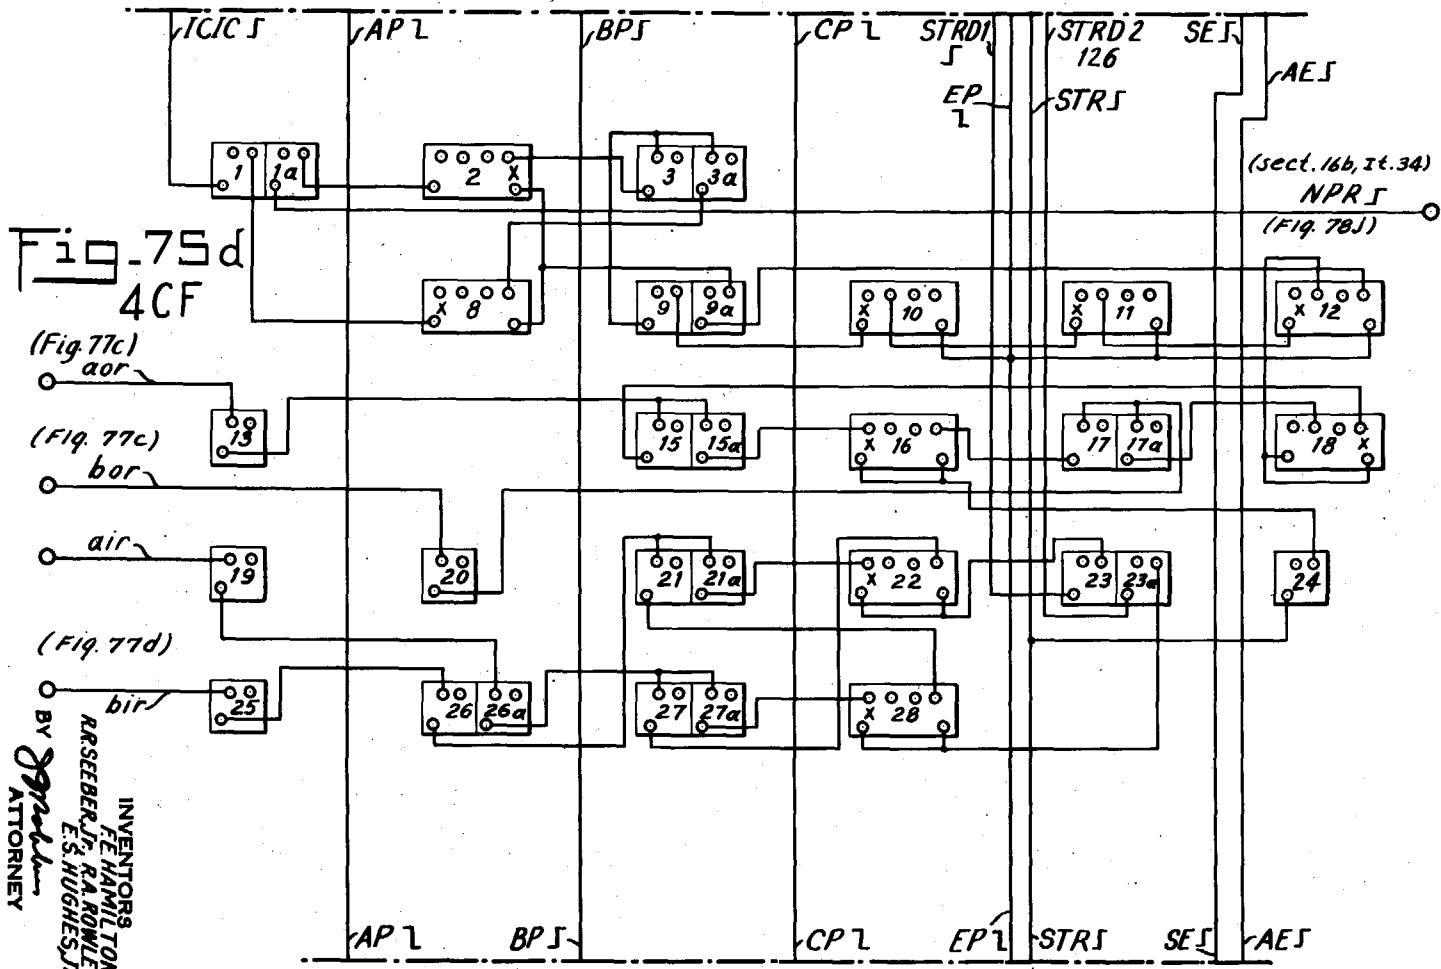 ICIC AP BP CP STRD1 STRD2 SE
126
AE
EP STR
1 1a 2 X 3 3a
(Sect. 16b, It. 34)
NPR
(Fig. 78j)
Fig. 75d
4CF
X 8 9 9a X 10 X 11 X 12
(Fig. 77c)
aor
13 15 15a X 16 17 17a 18 X
(Fig. 77c)
bor
air
19 20 21 21a X 22 23 23a 24
(Fig. 77d)
bir
25 26 26a 27 27a X 28
INVENTORS
F.E. HAMILTON
R.R. SEEBER, Jr. R.A. ROWLE
E.S. HUGHES, J
BY
ATTORNEY
AP BP CP EP STR SE AE